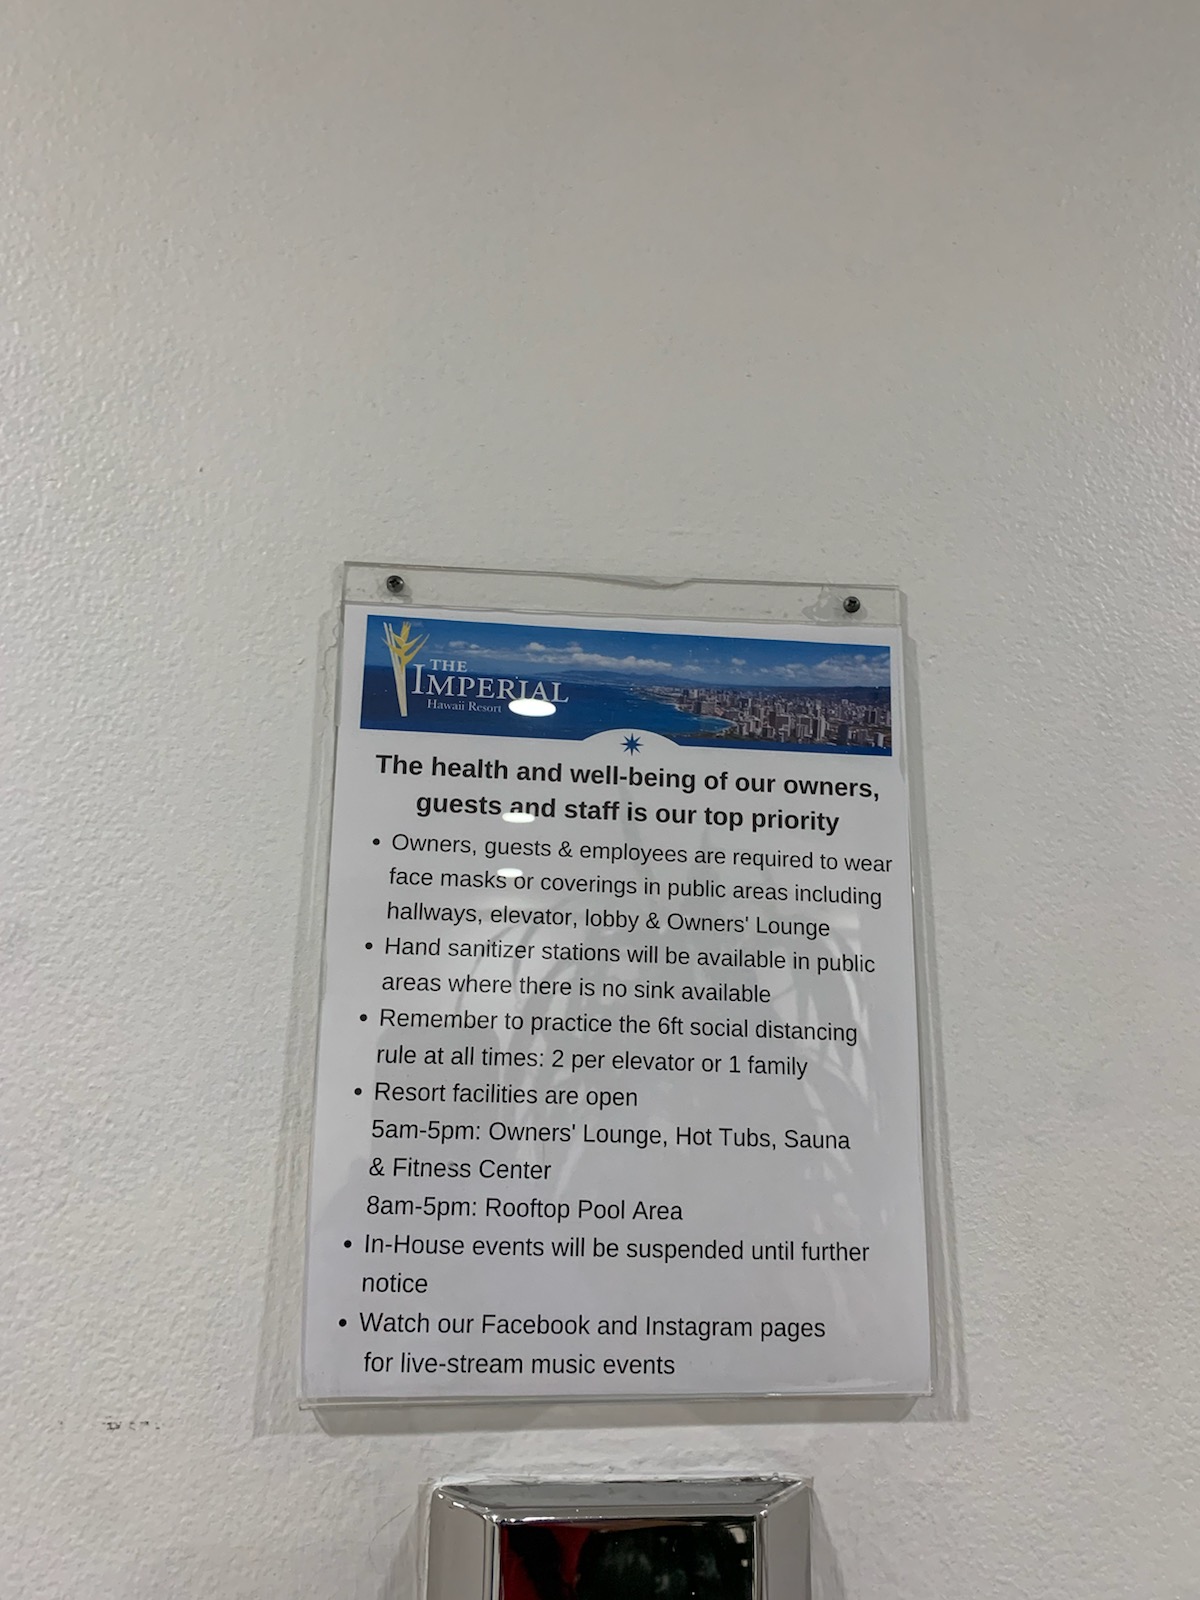 THE
IMPERIAL
Hawaii Resort
The health and well-being of our owners,
guests and staff is our top priority
• Owners, guests & employees are required to wear
face masks or coverings in public areas including
hallways, elevator, lobby & Owners' Lounge
• Hand sanitizer stations will be available in public
areas where there is no sink available
• Remember to practice the 6ft social distancing
rule at all times: 2 per elevator or 1 family
• Resort facilities are open
5am-5pm: Owners' Lounge, Hot Tubs, Sauna
& Fitness Center
8am-5pm: Rooftop Pool Area
• In-House events will be suspended until further
notice
• Watch our Facebook and Instagram pages
for live-stream music events